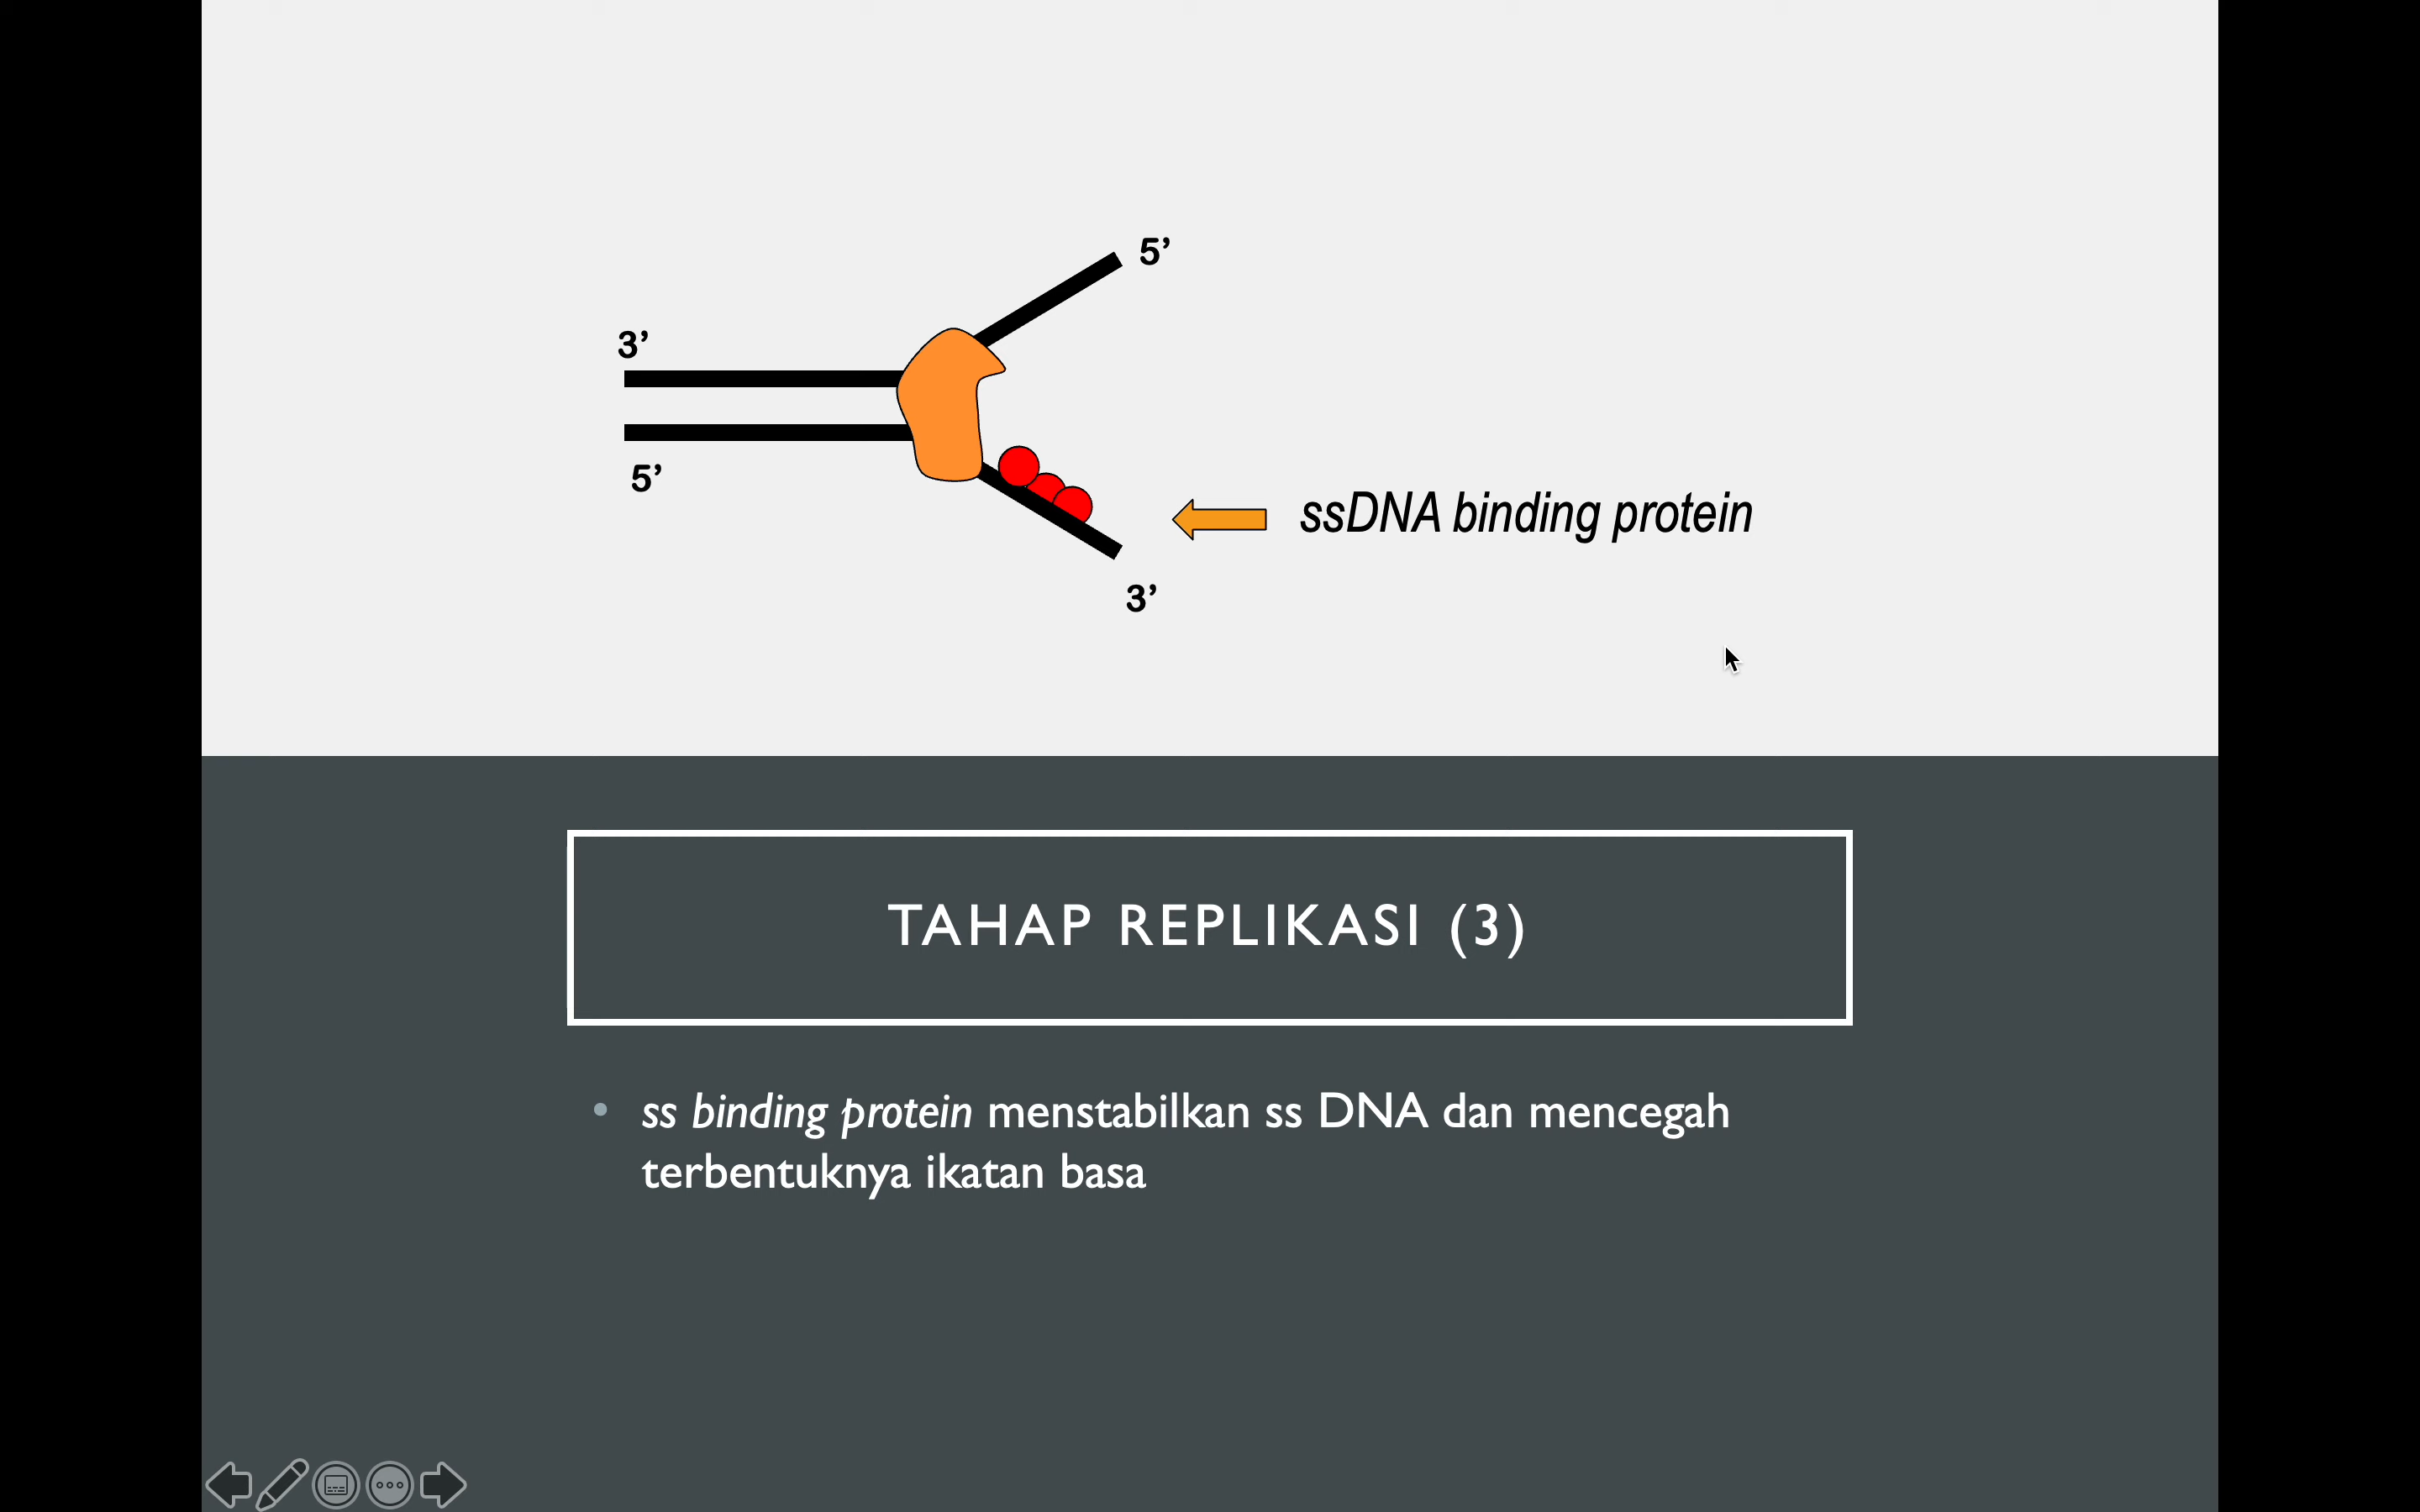 5’
3’
5’
ssDNA binding protein
3’
TAHAP REPLIKASI (3)
• ss binding protein menstabilkan ss DNA dan mencegah
terbentuknya ikatan basa